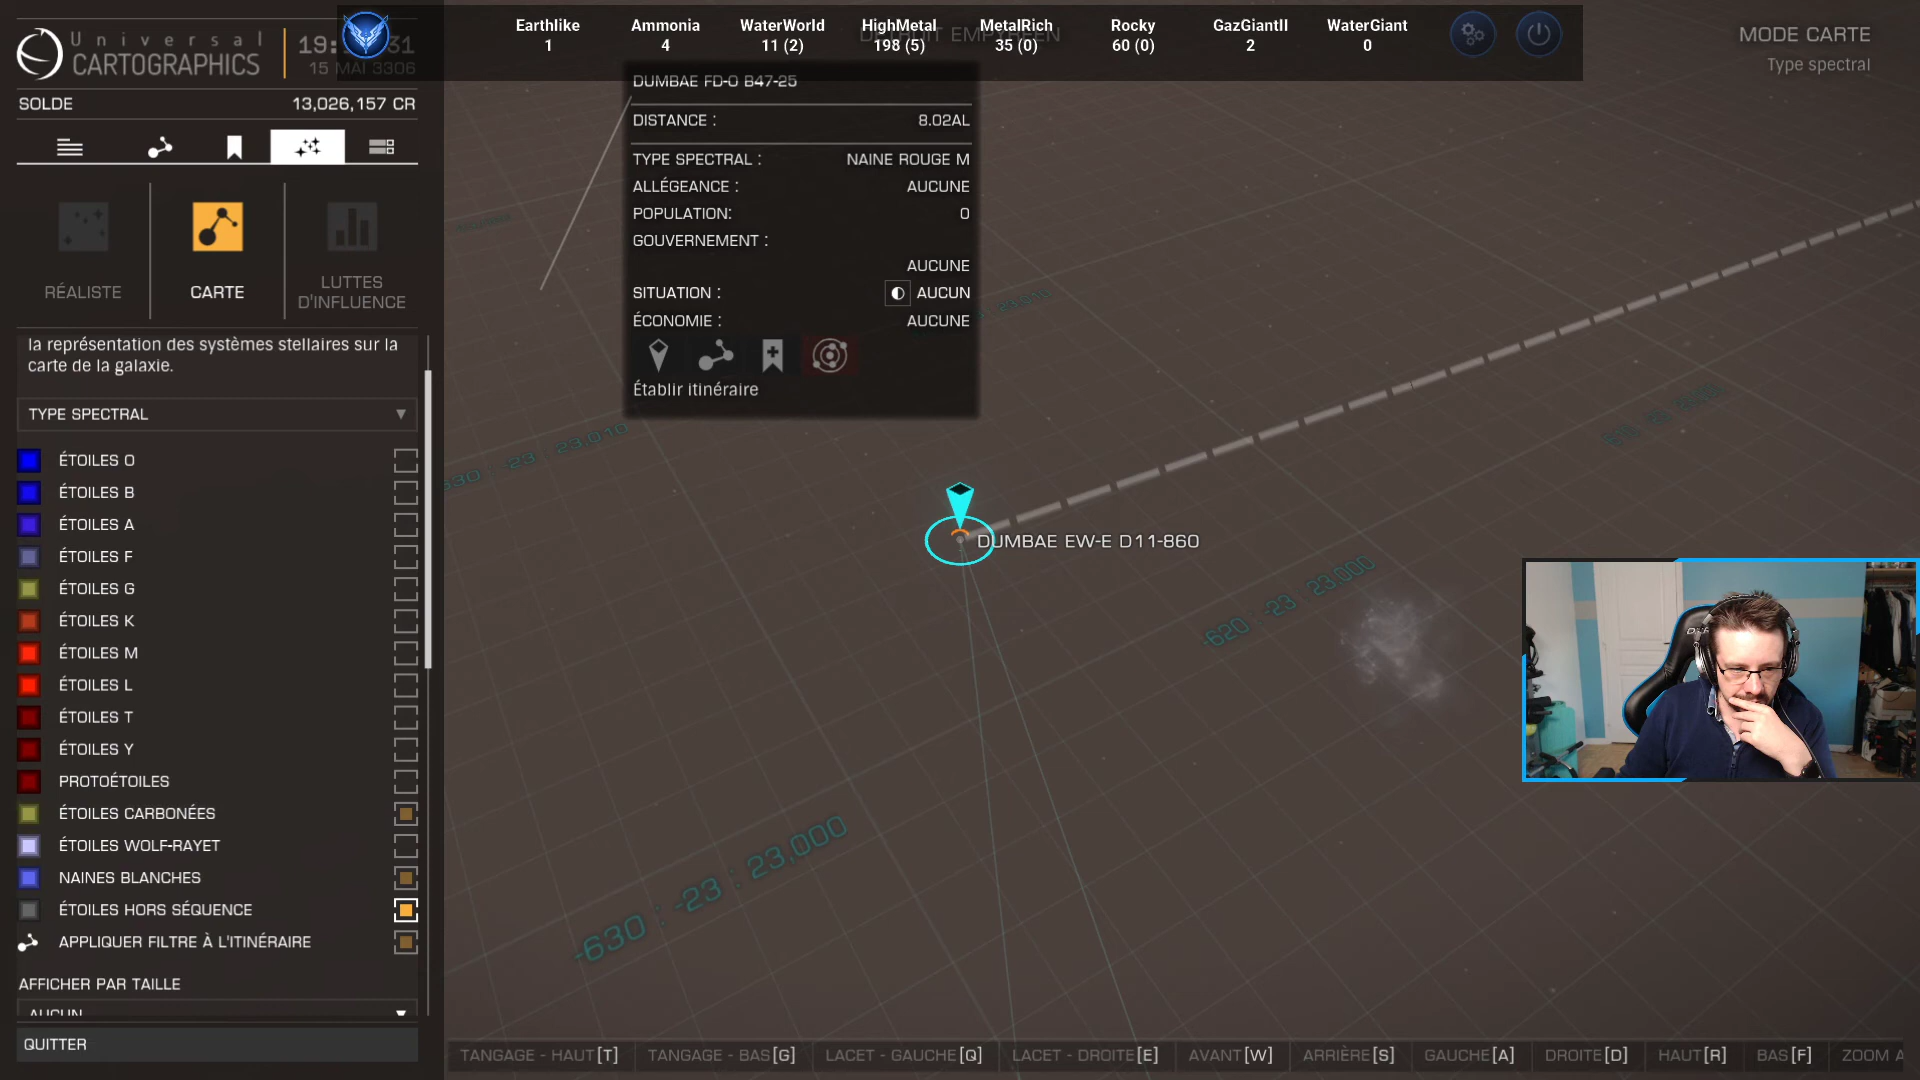 Universal
CARTOGRAPHICS
15 MAI 3306
SOLDE 13,026,157 CR
RÉALISTE
CARTE
LUTTES
D'INFLUENCE
la représentation des systèmes stellaires sur la
carte de la galaxie.
TYPE SPECTRAL
ÉTOILES O
ÉTOILES B
ÉTOILES A
ÉTOILES F
ÉTOILES G
ÉTOILES K
ÉTOILES M
ÉTOILES L
ÉTOILES T
ÉTOILES Y
PROTOÉTOILES
ÉTOILES CARBONÉES
ÉTOILES WOLF-RAYET
NAINES BLANCHES
ÉTOILES HORS SÉQUENCE
APPLIQUER FILTRE À L'ITINÉRAIRE
AFFICHER PAR TAILLE
AUCUN
QUITTER
Earthlike Ammonia WaterWorld HighMetal MetalRich Rocky GazGiantII WaterGiant
1 4 11 (2) 198 (5) 35 (0) 60 (0) 2 0
MODE CARTE
Type spectral
DUMBAE FD-O B47-25
DISTANCE : 8.02AL
TYPE SPECTRAL : NAINE ROUGE M
ALLÉGEANCE : AUCUNE
POPULATION: 0
GOUVERNEMENT :
AUCUNE
SITUATION : AUCUN
ÉCONOMIE : AUCUNE
Établir itinéraire
DUMBAE EW-E D11-860
-620 : -23 : 23,000
-630 : -23 : 23,000
TANGAGE - HAUT[T] TANGAGE - BAS[G] LACET - GAUCHE[Q] LACET - DROITE[E] AVANT[W] ARRIÈRE[S] GAUCHE[A] DROITE[D] HAUT[R] BAS[F] ZOOM A